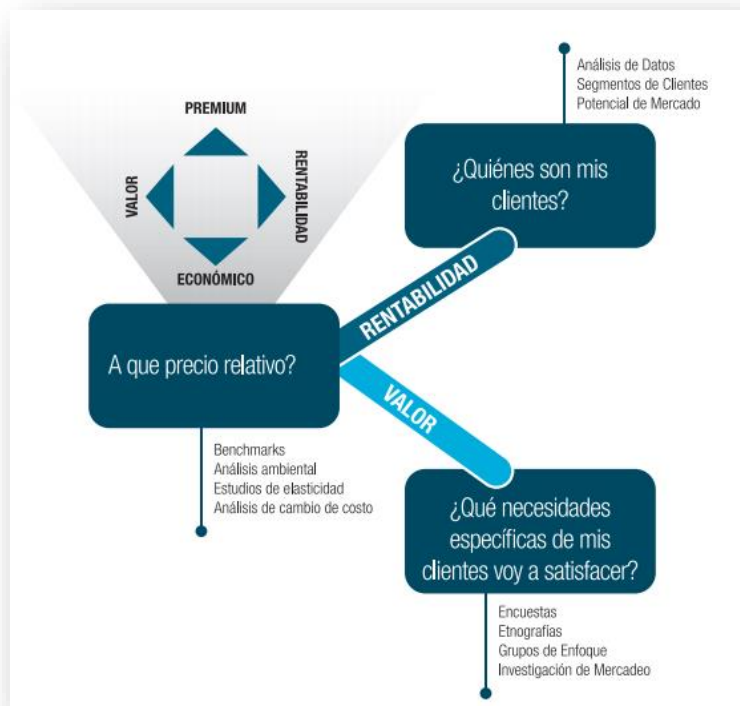 PREMIUM
VALOR
RENTABILIDAD
ECONÓMICO
Análisis de Datos
Segmentos de Clientes
Potencial de Mercado
¿Quiénes son mis
clientes?
RENTABILIDAD
A que precio relativo?
VALOR
Benchmarks
Análisis ambiental
Estudios de elasticidad
Análisis de cambio de costo
¿Qué necesidades
específicas de mis
clientes voy a satisfacer?
Encuestas
Etnografías
Grupos de Enfoque
Investigación de Mercadeo